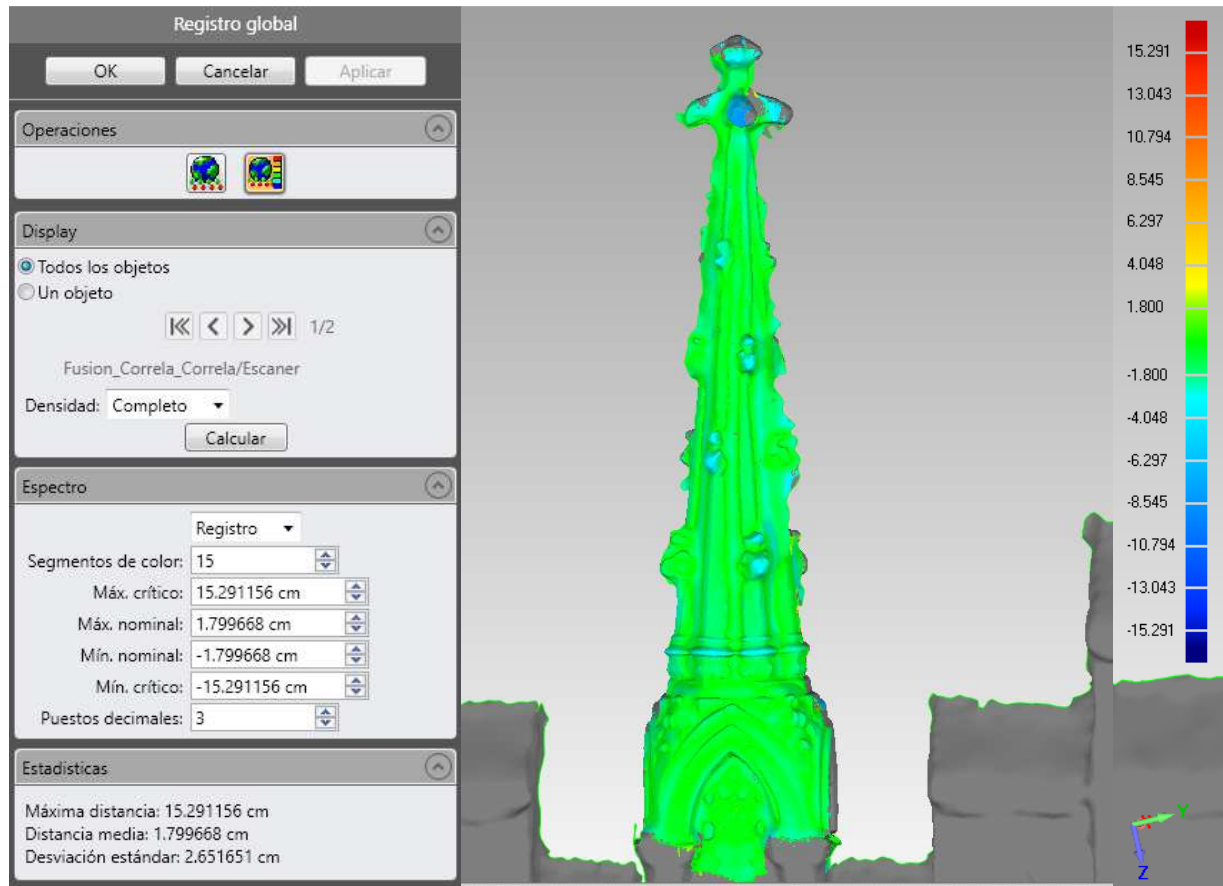 Registro global
OK Cancelar Aplicar
Operaciones
Display
Todos los objetos
Un objeto
1/2
Fusion_Correla_Correla/Escaner
Densidad: Completo
Calcular
Espectro
Registro
Segmentos de color: 15
Máx. crítico: 15.291156 cm
Máx. nominal: 1.799668 cm
Mín. nominal: -1.799668 cm
Mín. crítico: -15.291156 cm
Puestos decimales: 3
Estadisticas
Máxima distancia: 15.291156 cm
Distancia media: 1.799668 cm
Desviación estándar: 2.651651 cm
15.291
13.043
10.794
8.545
6.297
4.048
1.800
-1.800
-4.048
-6.297
-8.545
-10.794
-13.043
-15.291
X
Y
Z